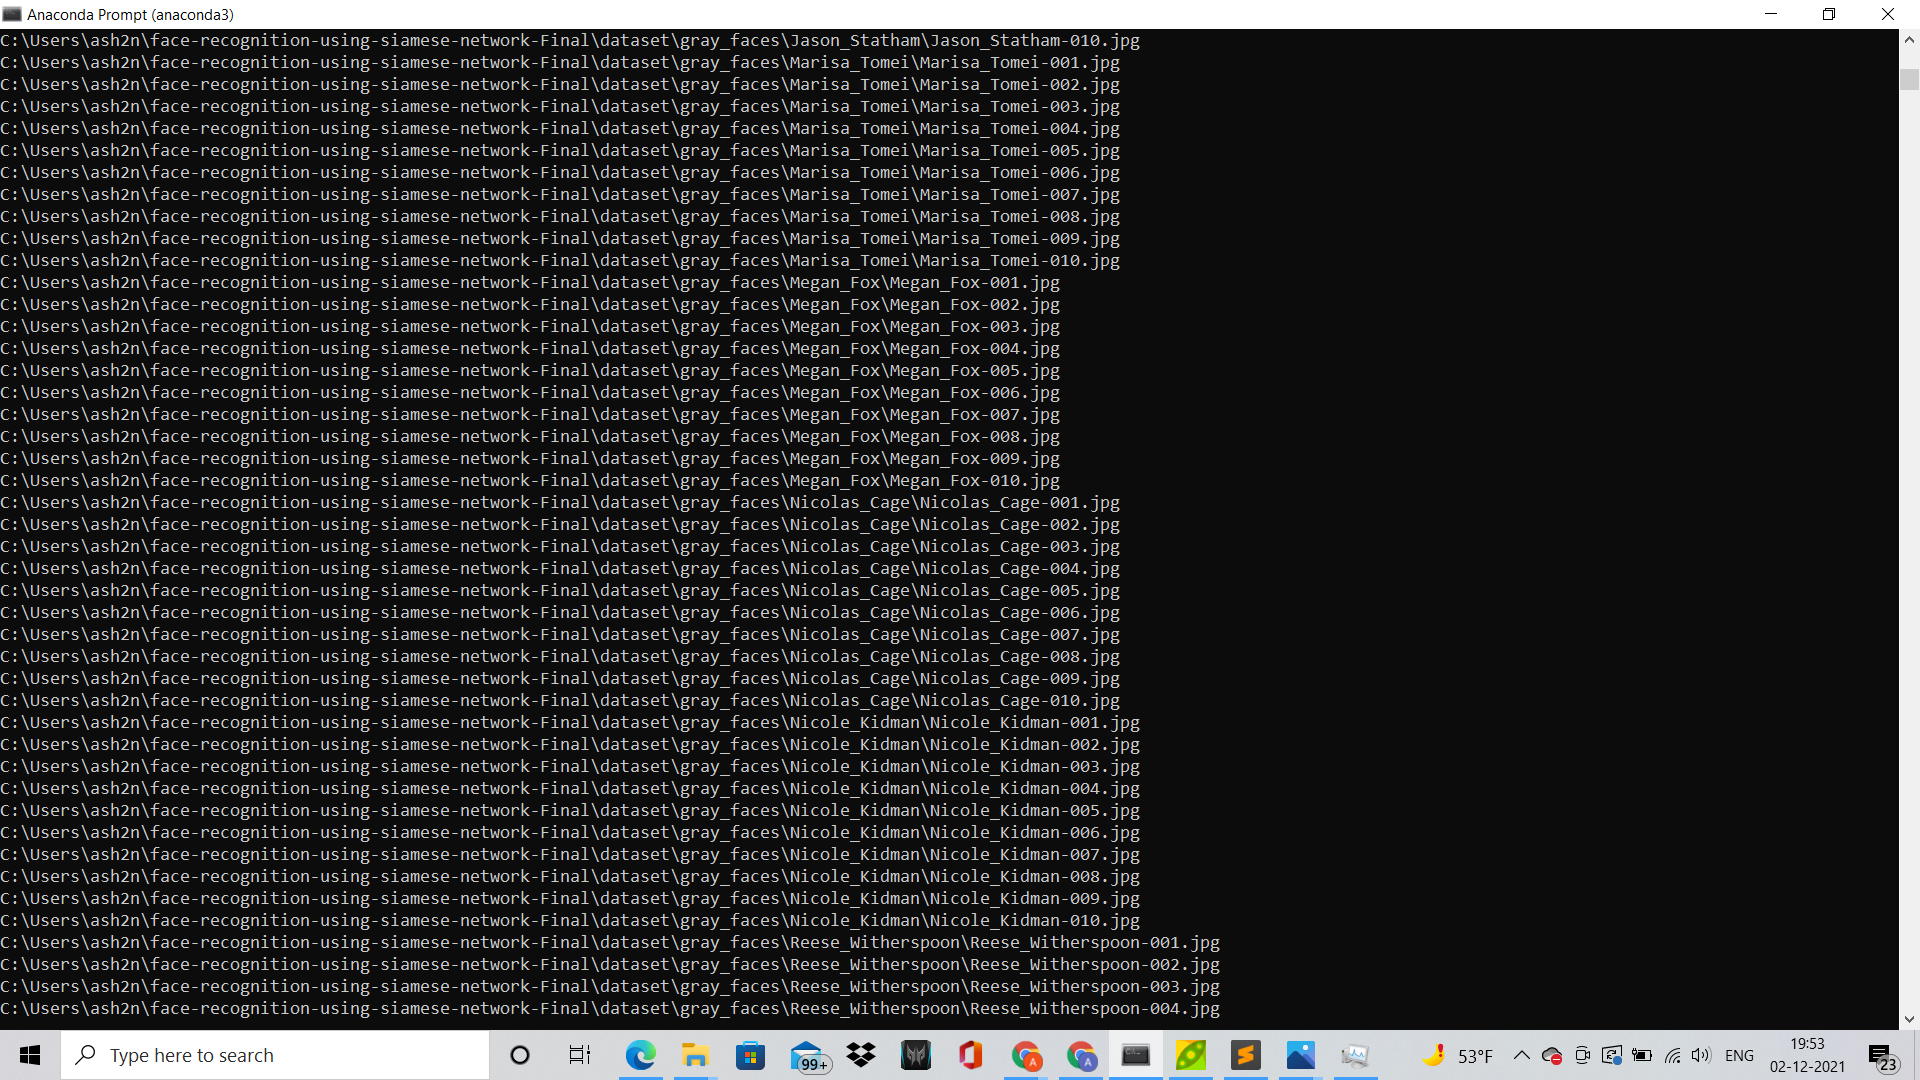 Anaconda Prompt (anaconda3)
C:\Users\ash2n\face-recognition-using-siamese-network-Final\dataset\gray_faces\Jason_Statham\Jason_Statham-010.jpg
C:\Users\ash2n\face-recognition-using-siamese-network-Final\dataset\gray_faces\Marisa_Tomei\Marisa_Tomei-001.jpg
C:\Users\ash2n\face-recognition-using-siamese-network-Final\dataset\gray_faces\Marisa_Tomei\Marisa_Tomei-002.jpg
C:\Users\ash2n\face-recognition-using-siamese-network-Final\dataset\gray_faces\Marisa_Tomei\Marisa_Tomei-003.jpg
C:\Users\ash2n\face-recognition-using-siamese-network-Final\dataset\gray_faces\Marisa_Tomei\Marisa_Tomei-004.jpg
C:\Users\ash2n\face-recognition-using-siamese-network-Final\dataset\gray_faces\Marisa_Tomei\Marisa_Tomei-005.jpg
C:\Users\ash2n\face-recognition-using-siamese-network-Final\dataset\gray_faces\Marisa_Tomei\Marisa_Tomei-006.jpg
C:\Users\ash2n\face-recognition-using-siamese-network-Final\dataset\gray_faces\Marisa_Tomei\Marisa_Tomei-007.jpg
C:\Users\ash2n\face-recognition-using-siamese-network-Final\dataset\gray_faces\Marisa_Tomei\Marisa_Tomei-008.jpg
C:\Users\ash2n\face-recognition-using-siamese-network-Final\dataset\gray_faces\Marisa_Tomei\Marisa_Tomei-009.jpg
C:\Users\ash2n\face-recognition-using-siamese-network-Final\dataset\gray_faces\Marisa_Tomei\Marisa_Tomei-010.jpg
C:\Users\ash2n\face-recognition-using-siamese-network-Final\dataset\gray_faces\Megan_Fox\Megan_Fox-001.jpg
C:\Users\ash2n\face-recognition-using-siamese-network-Final\dataset\gray_faces\Megan_Fox\Megan_Fox-002.jpg
C:\Users\ash2n\face-recognition-using-siamese-network-Final\dataset\gray_faces\Megan_Fox\Megan_Fox-003.jpg
C:\Users\ash2n\face-recognition-using-siamese-network-Final\dataset\gray_faces\Megan_Fox\Megan_Fox-004.jpg
C:\Users\ash2n\face-recognition-using-siamese-network-Final\dataset\gray_faces\Megan_Fox\Megan_Fox-005.jpg
C:\Users\ash2n\face-recognition-using-siamese-network-Final\dataset\gray_faces\Megan_Fox\Megan_Fox-006.jpg
C:\Users\ash2n\face-recognition-using-siamese-network-Final\dataset\gray_faces\Megan_Fox\Megan_Fox-007.jpg
C:\Users\ash2n\face-recognition-using-siamese-network-Final\dataset\gray_faces\Megan_Fox\Megan_Fox-008.jpg
C:\Users\ash2n\face-recognition-using-siamese-network-Final\dataset\gray_faces\Megan_Fox\Megan_Fox-009.jpg
C:\Users\ash2n\face-recognition-using-siamese-network-Final\dataset\gray_faces\Megan_Fox\Megan_Fox-010.jpg
C:\Users\ash2n\face-recognition-using-siamese-network-Final\dataset\gray_faces\Nicolas_Cage\Nicolas_Cage-001.jpg
C:\Users\ash2n\face-recognition-using-siamese-network-Final\dataset\gray_faces\Nicolas_Cage\Nicolas_Cage-002.jpg
C:\Users\ash2n\face-recognition-using-siamese-network-Final\dataset\gray_faces\Nicolas_Cage\Nicolas_Cage-003.jpg
C:\Users\ash2n\face-recognition-using-siamese-network-Final\dataset\gray_faces\Nicolas_Cage\Nicolas_Cage-004.jpg
C:\Users\ash2n\face-recognition-using-siamese-network-Final\dataset\gray_faces\Nicolas_Cage\Nicolas_Cage-005.jpg
C:\Users\ash2n\face-recognition-using-siamese-network-Final\dataset\gray_faces\Nicolas_Cage\Nicolas_Cage-006.jpg
C:\Users\ash2n\face-recognition-using-siamese-network-Final\dataset\gray_faces\Nicolas_Cage\Nicolas_Cage-007.jpg
C:\Users\ash2n\face-recognition-using-siamese-network-Final\dataset\gray_faces\Nicolas_Cage\Nicolas_Cage-008.jpg
C:\Users\ash2n\face-recognition-using-siamese-network-Final\dataset\gray_faces\Nicolas_Cage\Nicolas_Cage-009.jpg
C:\Users\ash2n\face-recognition-using-siamese-network-Final\dataset\gray_faces\Nicolas_Cage\Nicolas_Cage-010.jpg
C:\Users\ash2n\face-recognition-using-siamese-network-Final\dataset\gray_faces\Nicole_Kidman\Nicole_Kidman-001.jpg
C:\Users\ash2n\face-recognition-using-siamese-network-Final\dataset\gray_faces\Nicole_Kidman\Nicole_Kidman-002.jpg
C:\Users\ash2n\face-recognition-using-siamese-network-Final\dataset\gray_faces\Nicole_Kidman\Nicole_Kidman-003.jpg
C:\Users\ash2n\face-recognition-using-siamese-network-Final\dataset\gray_faces\Nicole_Kidman\Nicole_Kidman-004.jpg
C:\Users\ash2n\face-recognition-using-siamese-network-Final\dataset\gray_faces\Nicole_Kidman\Nicole_Kidman-005.jpg
C:\Users\ash2n\face-recognition-using-siamese-network-Final\dataset\gray_faces\Nicole_Kidman\Nicole_Kidman-006.jpg
C:\Users\ash2n\face-recognition-using-siamese-network-Final\dataset\gray_faces\Nicole_Kidman\Nicole_Kidman-007.jpg
C:\Users\ash2n\face-recognition-using-siamese-network-Final\dataset\gray_faces\Nicole_Kidman\Nicole_Kidman-008.jpg
C:\Users\ash2n\face-recognition-using-siamese-network-Final\dataset\gray_faces\Nicole_Kidman\Nicole_Kidman-009.jpg
C:\Users\ash2n\face-recognition-using-siamese-network-Final\dataset\gray_faces\Nicole_Kidman\Nicole_Kidman-010.jpg
C:\Users\ash2n\face-recognition-using-siamese-network-Final\dataset\gray_faces\Reese_Witherspoon\Reese_Witherspoon-001.jpg
C:\Users\ash2n\face-recognition-using-siamese-network-Final\dataset\gray_faces\Reese_Witherspoon\Reese_Witherspoon-002.jpg
C:\Users\ash2n\face-recognition-using-siamese-network-Final\dataset\gray_faces\Reese_Witherspoon\Reese_Witherspoon-003.jpg
C:\Users\ash2n\face-recognition-using-siamese-network-Final\dataset\gray_faces\Reese_Witherspoon\Reese_Witherspoon-004.jpg
Type here to search
99+
A
A
53°F
ENG
19:53
02-12-2021
23